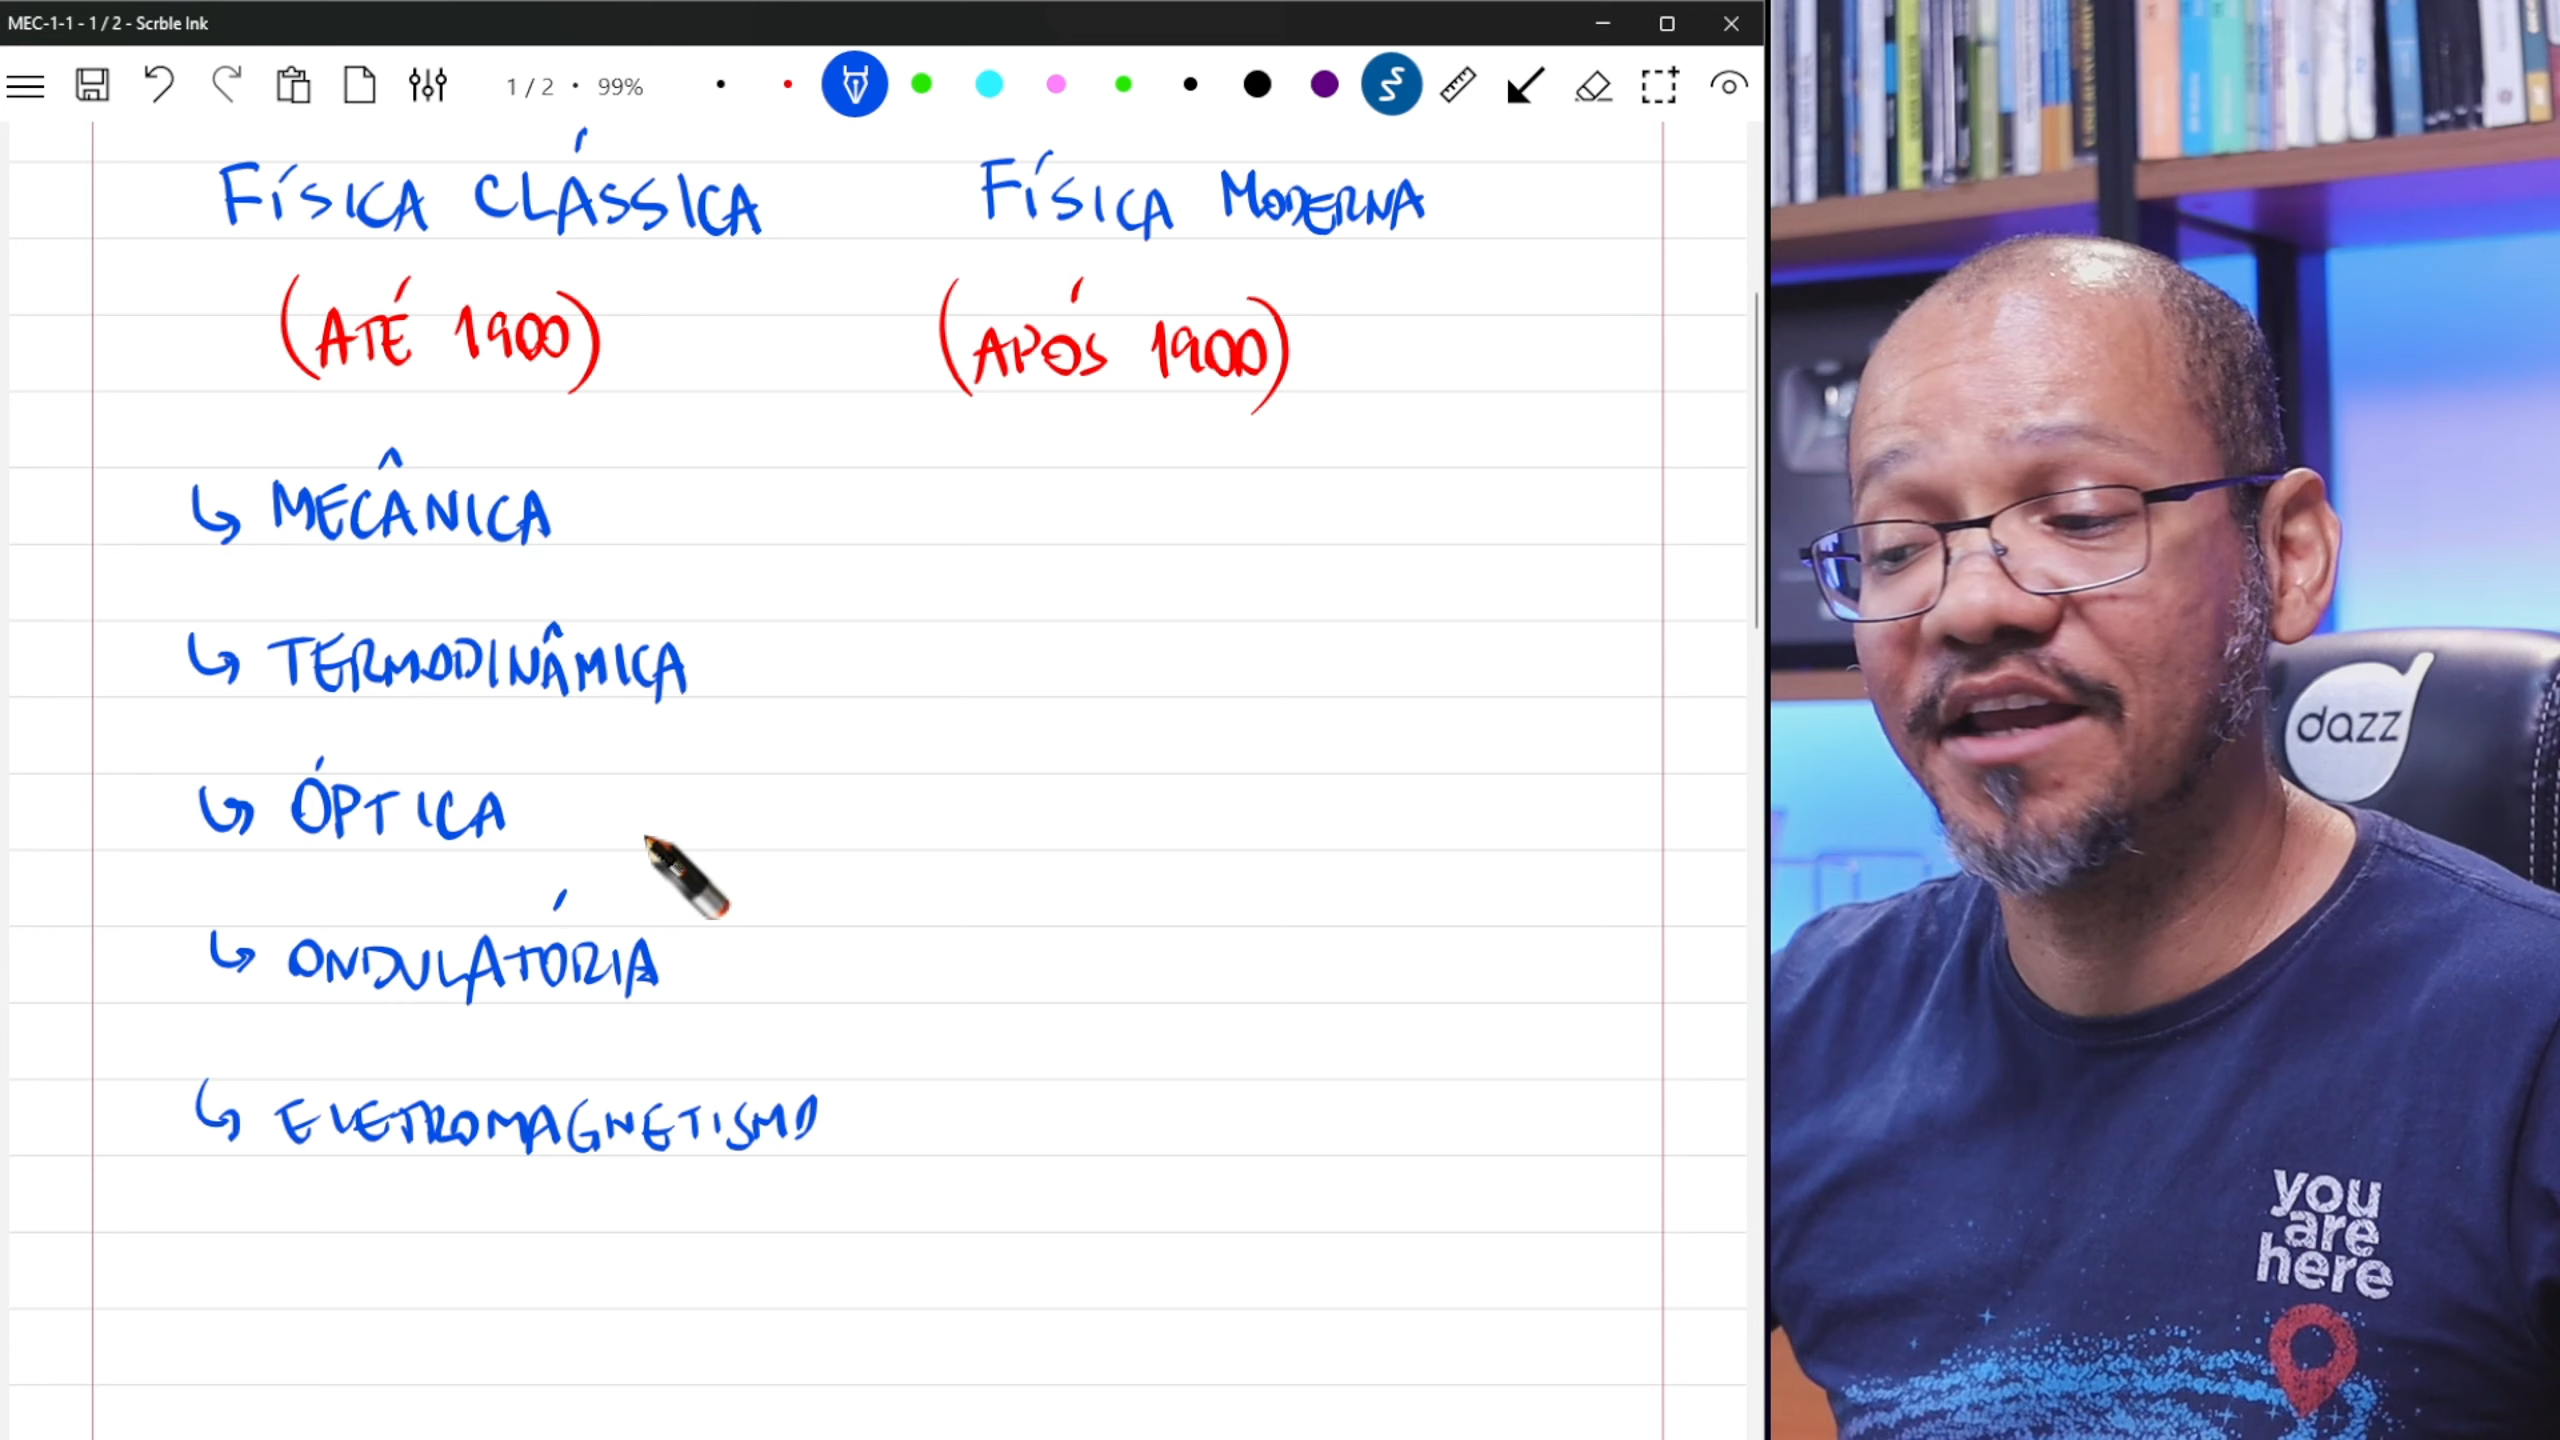 MEC-1-1 - 1 / 2 - Scrble Ink
1 / 2 • 99%
FÍSICA CLÁSSICA
FÍSICA MODERNA
(ATÉ 1900)
(APÓS 1900)
↳ MECÂNICA
↳ TERMODINÂMICA
↳ ÓPTICA
↳ ONDULATÓRIA
↳ ELETROMAGNETISMO
dazz
you
are
here